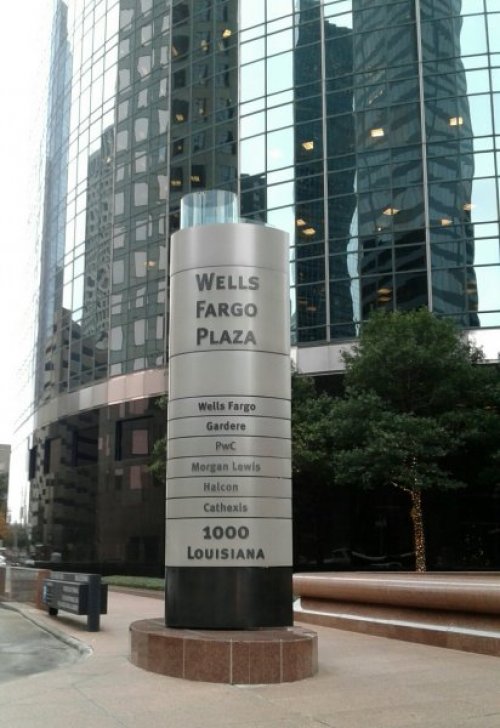 Wells
Fargo
Plaza
Wells Fargo
Gardere
PwC
Morgan Lewis
Halcon
Cathexis
1000
Louisiana